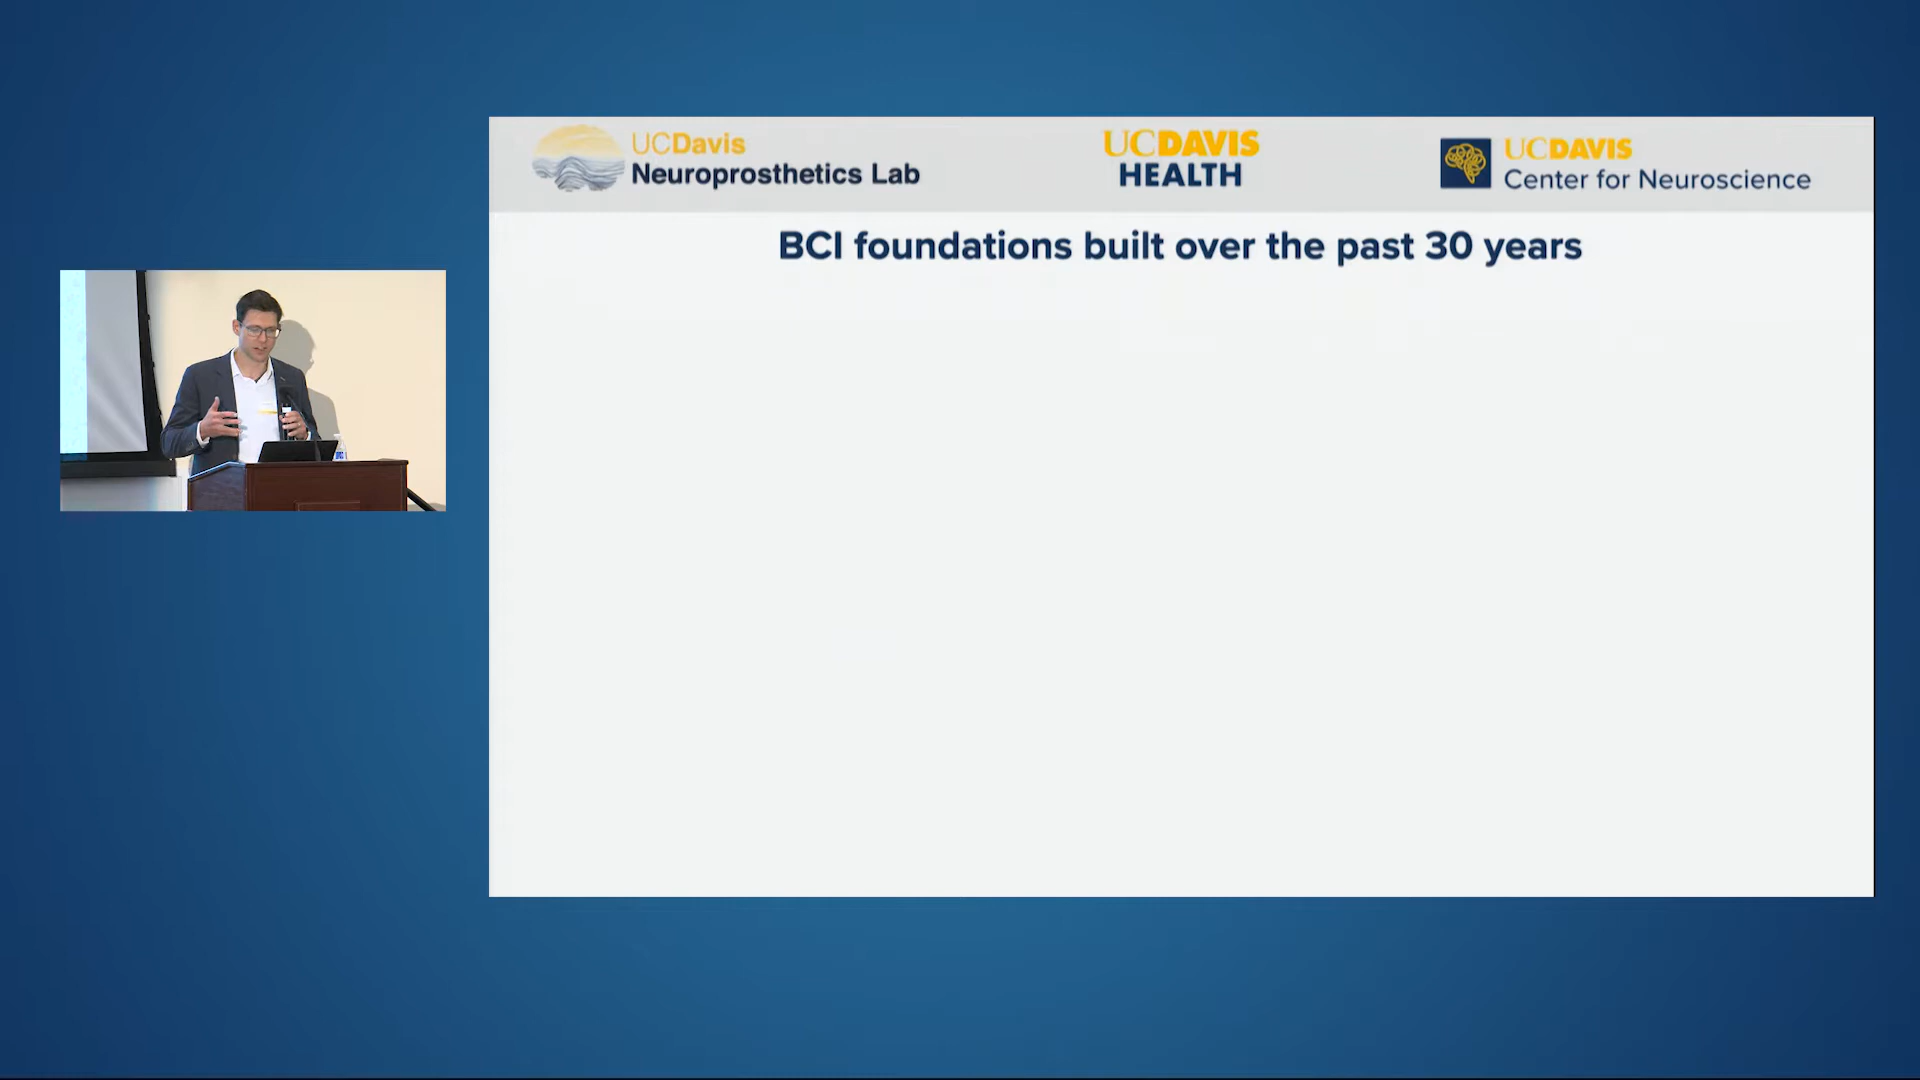 UCDavis
Neuroprosthetics Lab
UCDAVIS
HEALTH
UCDAVIS
Center for Neuroscience
BCI foundations built over the past 30 years